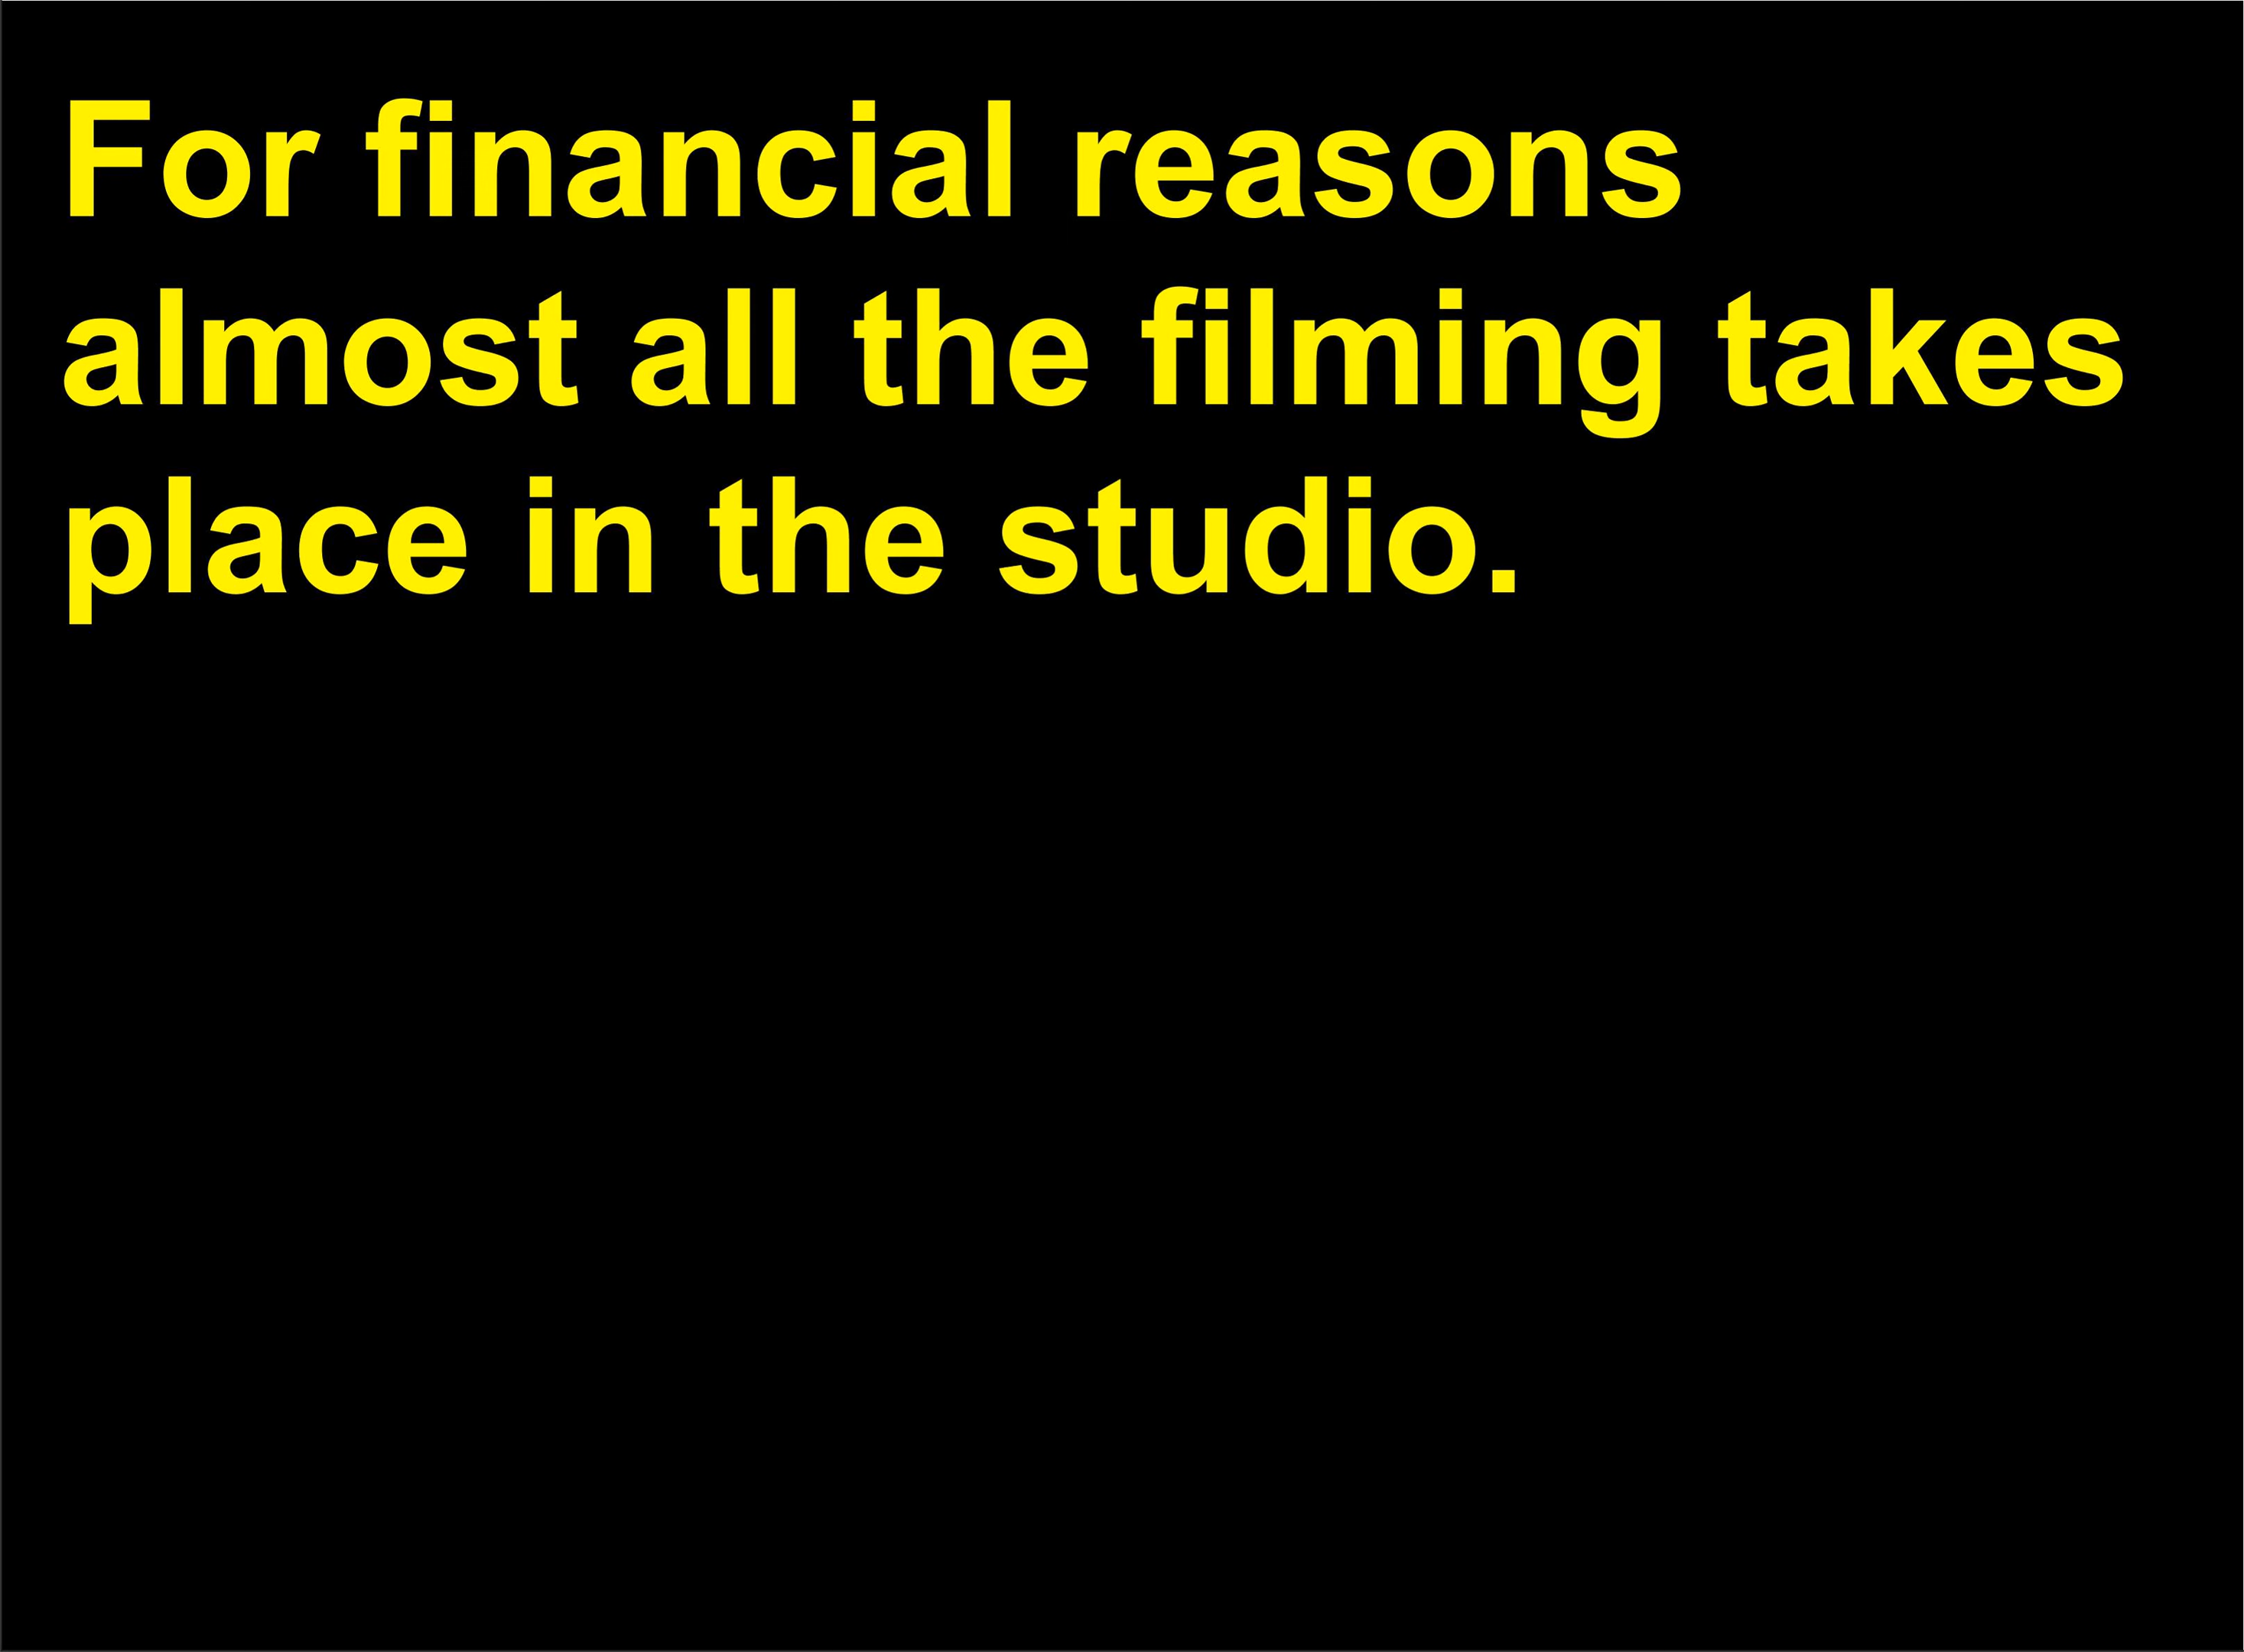 For financial reasons
almost all the filming takes
place in the studio.